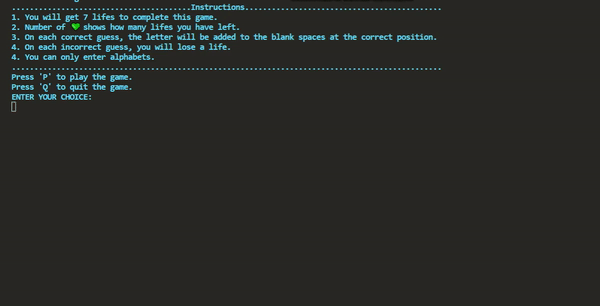 ........................................Instructions............................................
1. You will get 7 lifes to complete this game.
2. Number of 💚 shows how many lifes you have left.
3. On each correct guess, the letter will be added to the blank spaces at the correct position.
4. On each incorrect guess, you will lose a life.
4. You can only enter alphabets.
................................................................................................
Press 'P' to play the game.
Press 'Q' to quit the game.
ENTER YOUR CHOICE: